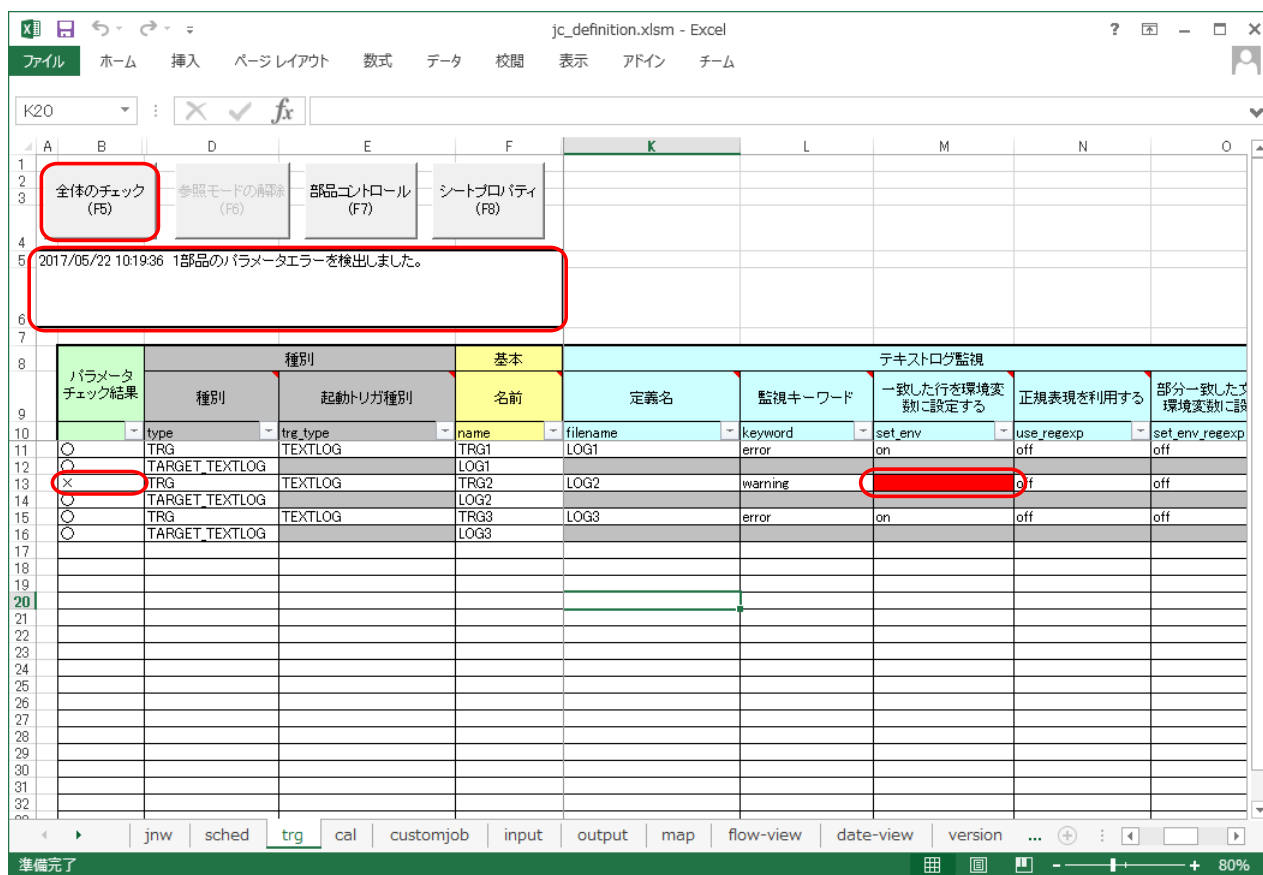 jc_definition.xlsm - Excel
ファイル ホーム 挿入 ページ レイアウト 数式 データ 校閲 表示 アドイン チーム
K20 fx
A B D E F K L M N O
1
2
3
全体のチェック (F5) 参照モードの解除 (F6) 部品コントロール (F7) シートプロパティ (F8)
4
5 2017/05/22 10:19:36 1部品のパラメータエラーを検出しました。
6
7
8 パラメータチェック結果 種別 基本 テキストログ監視
9 種別 起動トリガ種別 名前 定義名 監視キーワード 一致した行を環境変数に設定する 正規表現を利用する 部分一致した 環境変数に設
10 type trg_type name filename keyword set_env use_regexp set_env_regexp
11 ○ TRG TEXTLOG TRG1 LOG1 error on off off
12 ○ TARGET_TEXTLOG LOG1
13 × TRG TEXTLOG TRG2 LOG2 warning off off
14 ○ TARGET_TEXTLOG LOG2
15 ○ TRG TEXTLOG TRG3 LOG3 error on off off
16 ○ TARGET_TEXTLOG LOG3
17
18
19
20
21
22
23
24
25
26
27
28
29
30
31
32
jnw sched trg cal customjob input output map flow-view date-view version ...
準備完了 80%